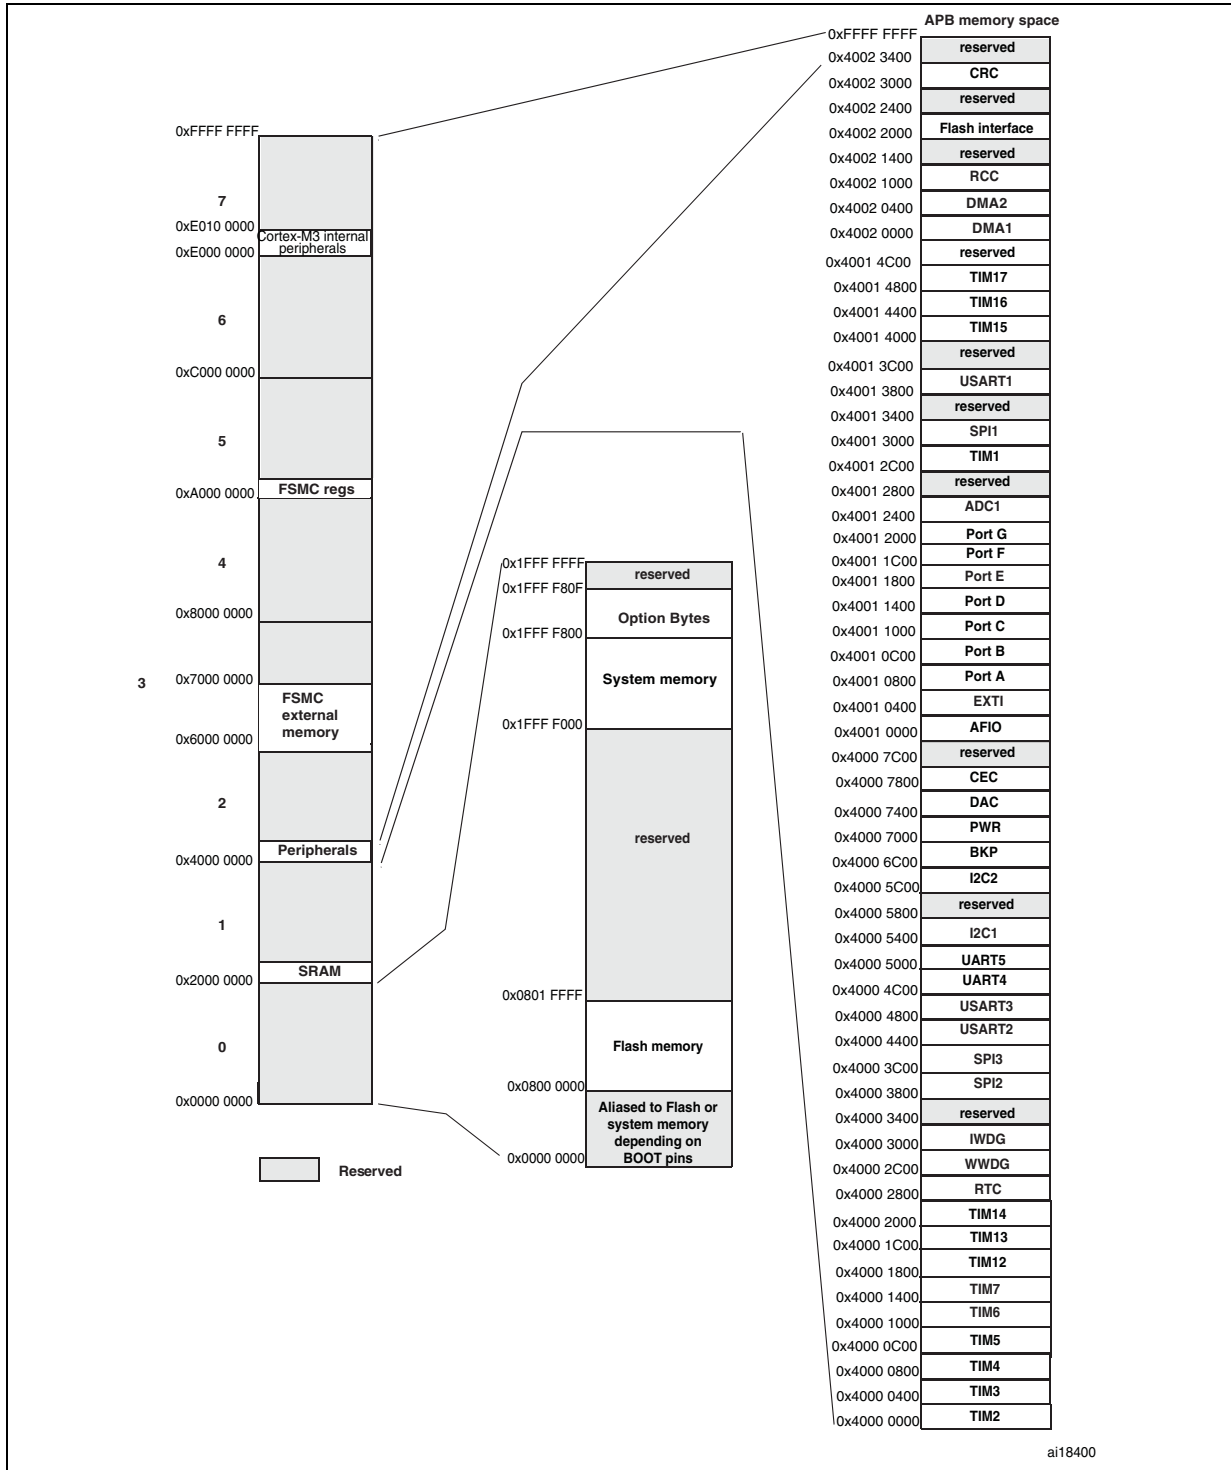 0xFFFF FFFF
7
0xE010 0000
Cortex-M3 internal
peripherals
0xE000 0000
6
0xC000 0000
5
0xA000 0000
FSMC regs
4
0x8000 0000
3
0x7000 0000
FSMC
external
memory
0x6000 0000
2
Peripherals
0x4000 0000
1
SRAM
0x2000 0000
0
0x0000 0000
Reserved
0x1FFF FFFF
reserved
0x1FFF F80F
Option Bytes
0x1FFF F800
System memory
0x1FFF F000
reserved
0x0801 FFFF
Flash memory
0x0800 0000
Aliased to Flash or
system memory
depending on
BOOT pins
0x0000 0000
APB memory space
0xFFFF FFFF
reserved
0x4002 3400
CRC
0x4002 3000
reserved
0x4002 2400
Flash interface
0x4002 2000
reserved
0x4002 1400
RCC
0x4002 1000
DMA2
0x4002 0400
DMA1
0x4002 0000
reserved
0x4001 4C00
TIM17
0x4001 4800
TIM16
0x4001 4400
TIM15
0x4001 4000
reserved
0x4001 3C00
USART1
0x4001 3800
reserved
0x4001 3400
SPI1
0x4001 3000
TIM1
0x4001 2C00
reserved
0x4001 2800
ADC1
0x4001 2400
Port G
0x4001 2000
Port F
0x4001 1C00
Port E
0x4001 1800
Port D
0x4001 1400
Port C
0x4001 1000
Port B
0x4001 0C00
Port A
0x4001 0800
EXTI
0x4001 0400
AFIO
0x4001 0000
reserved
0x4000 7C00
CEC
0x4000 7800
DAC
0x4000 7400
PWR
0x4000 7000
BKP
0x4000 6C00
I2C2
0x4000 5C00
reserved
0x4000 5800
I2C1
0x4000 5400
UART5
0x4000 5000
UART4
0x4000 4C00
USART3
0x4000 4800
USART2
0x4000 4400
SPI3
0x4000 3C00
SPI2
0x4000 3800
reserved
0x4000 3400
IWDG
0x4000 3000
WWDG
0x4000 2C00
RTC
0x4000 2800
TIM14
0x4000 2000
TIM13
0x4000 1C00
TIM12
0x4000 1800
TIM7
0x4000 1400
TIM6
0x4000 1000
TIM5
0x4000 0C00
TIM4
0x4000 0800
TIM3
0x4000 0400
TIM2
0x4000 0000
ai18400